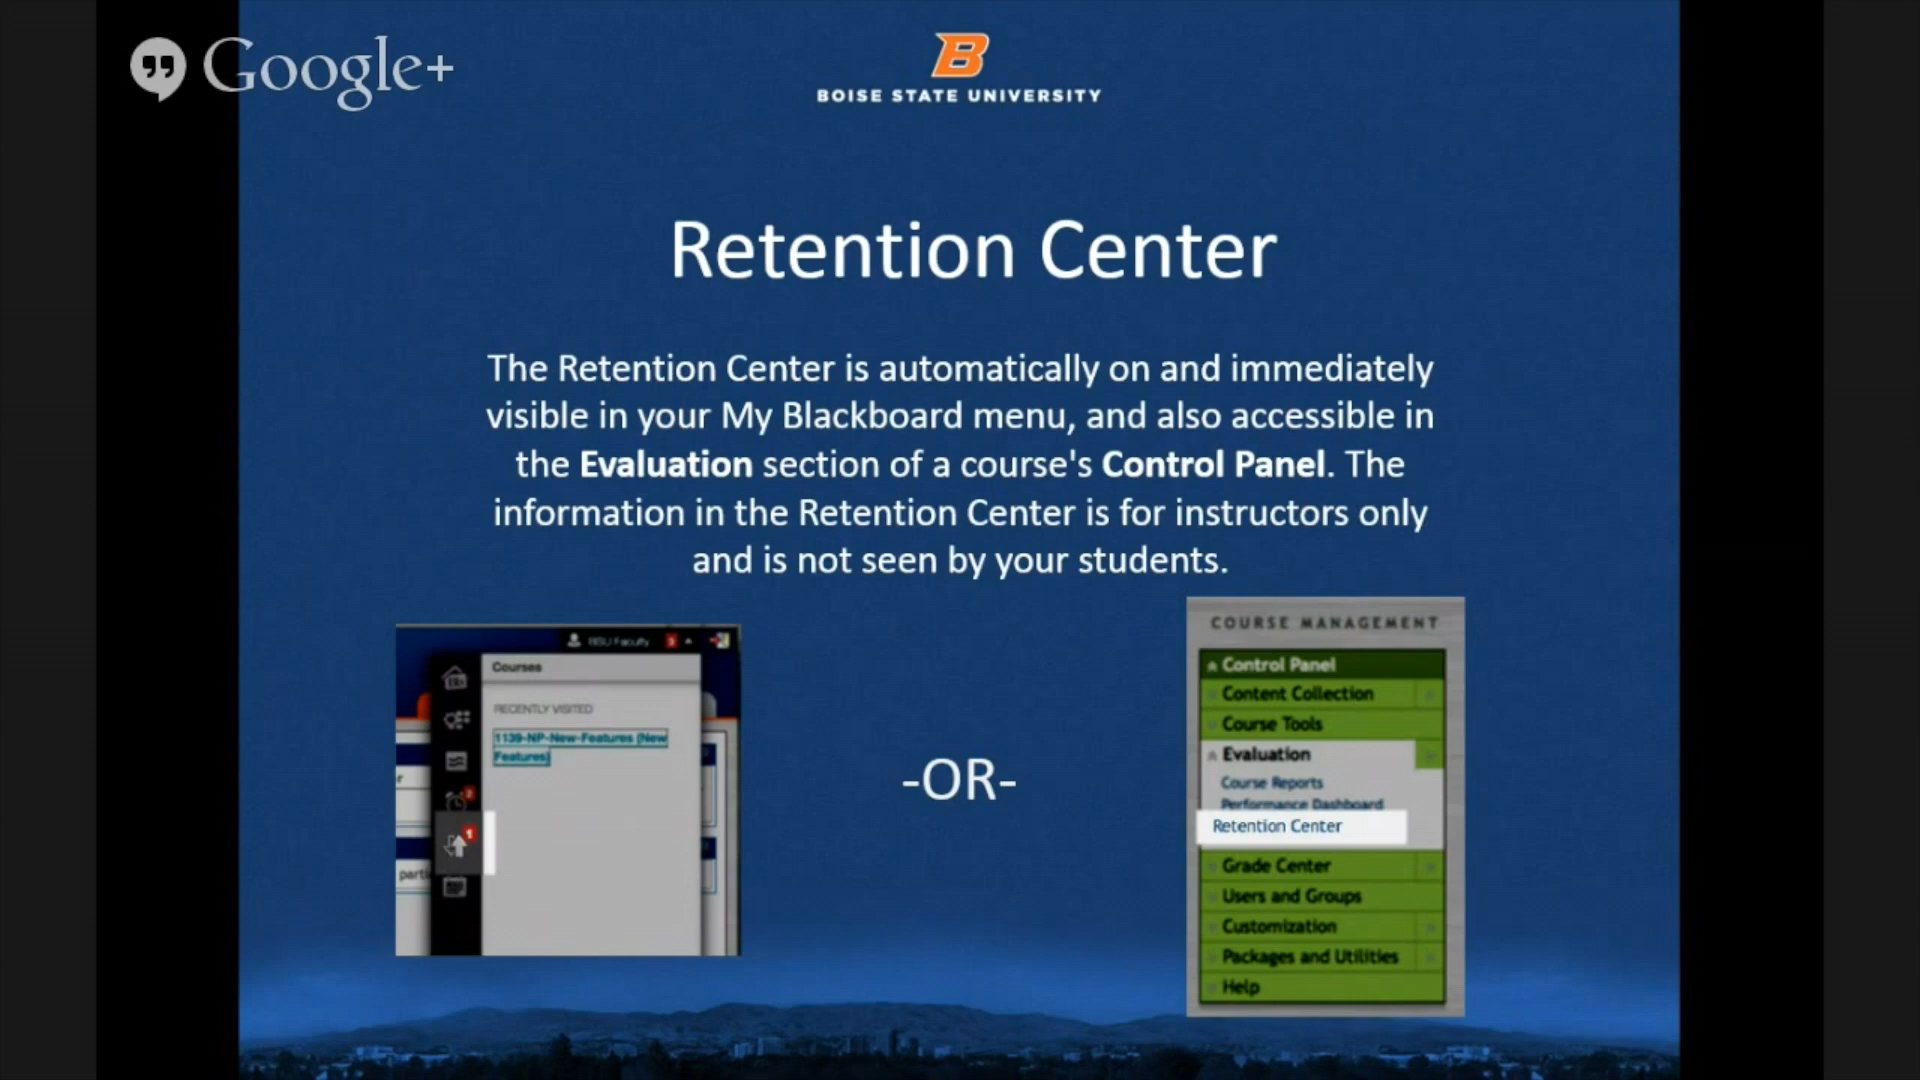 Google+
B
BOISE STATE UNIVERSITY
Retention Center
The Retention Center is automatically on and immediately
visible in your My Blackboard menu, and also accessible in
the Evaluation section of a course's Control Panel. The
information in the Retention Center is for instructors only
and is not seen by your students.
BSU Faculty
Courses
RECENTLY VISITED
1139-NP-New-Features (New
Features)
2
1
parti
-OR-
COURSE MANAGEMENT
Control Panel
Content Collection
Course Tools
Evaluation
Course Reports
Performance Dashboard
Retention Center
Grade Center
Users and Groups
Customization
Packages and Utilities
Help